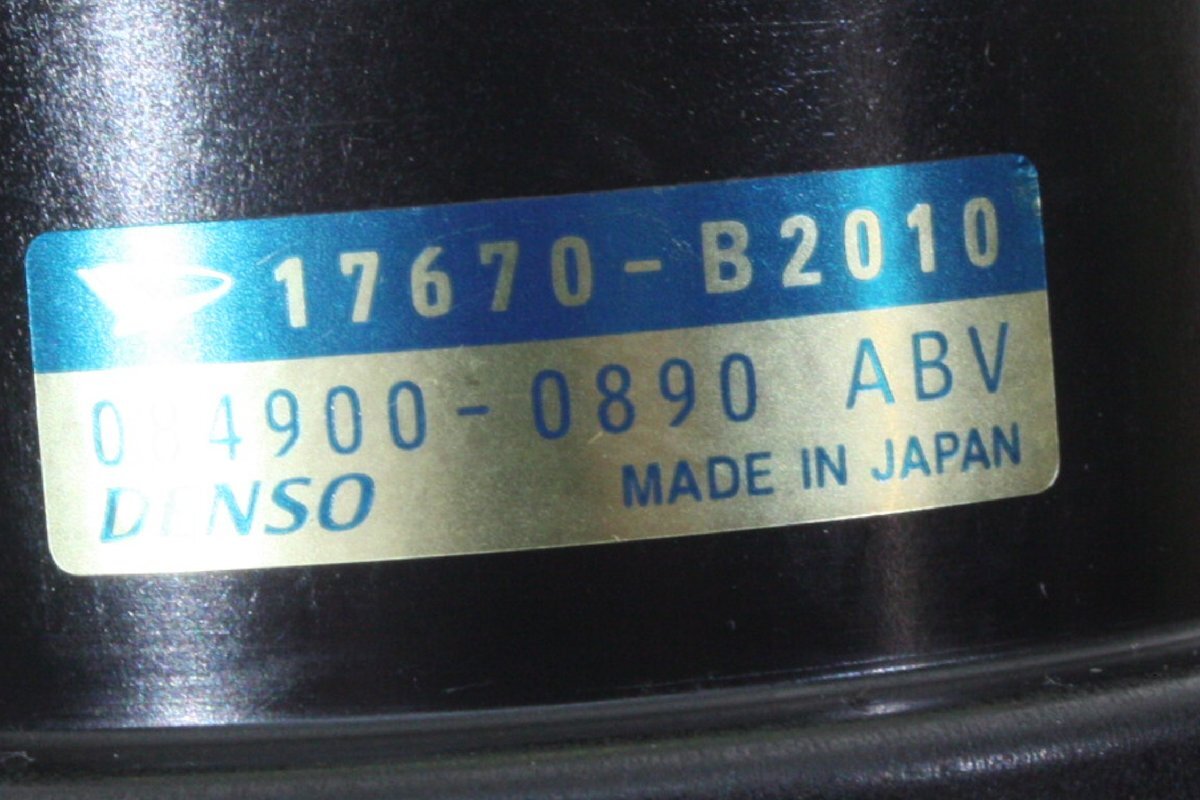 17670-B2010
084900-0890 ABV
DENSO
MADE IN JAPAN